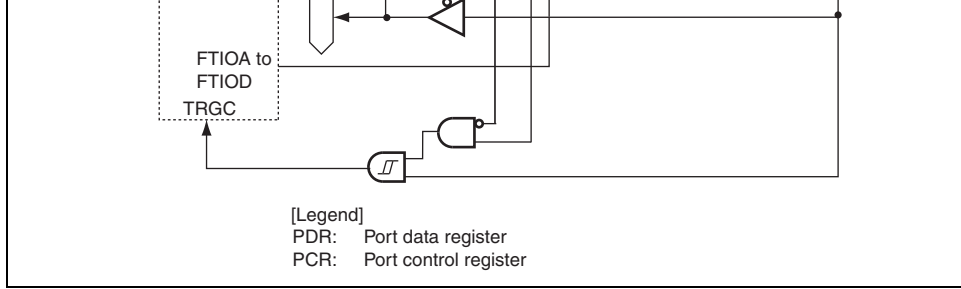 FTIOA to
FTIOD
TRGC
[Legend]
PDR: Port data register
PCR: Port control register